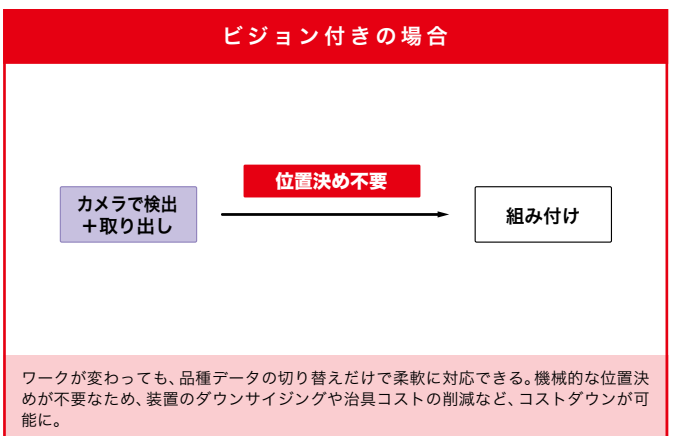 ビジョン付きの場合
位置決め不要
カメラで検出
＋取り出し
組み付け
ワークが変わっても、品種データの切り替えだけで柔軟に対応できる。機械的な位置決
めが不要なため、装置のダウンサイジングや治具コストの削減など、コストダウンが可
能に。